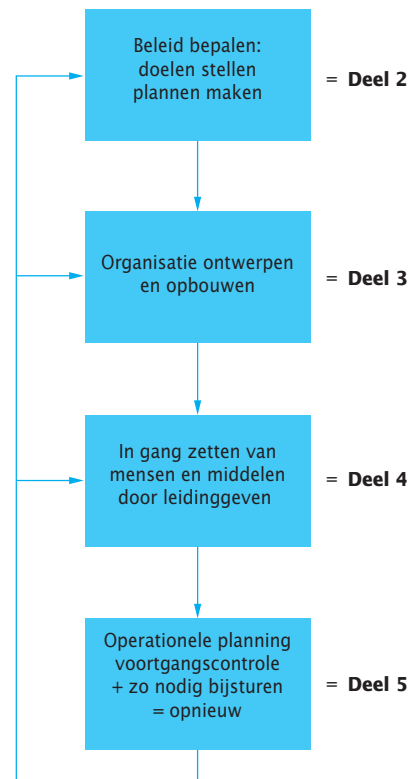 Beleid bepalen:
doelen stellen
plannen maken
= Deel 2
Organisatie ontwerpen
en opbouwen
= Deel 3
In gang zetten van
mensen en middelen
door leidinggeven
= Deel 4
Operationele planning
voortgangscontrole
+ zo nodig bijsturen
= opnieuw
= Deel 5